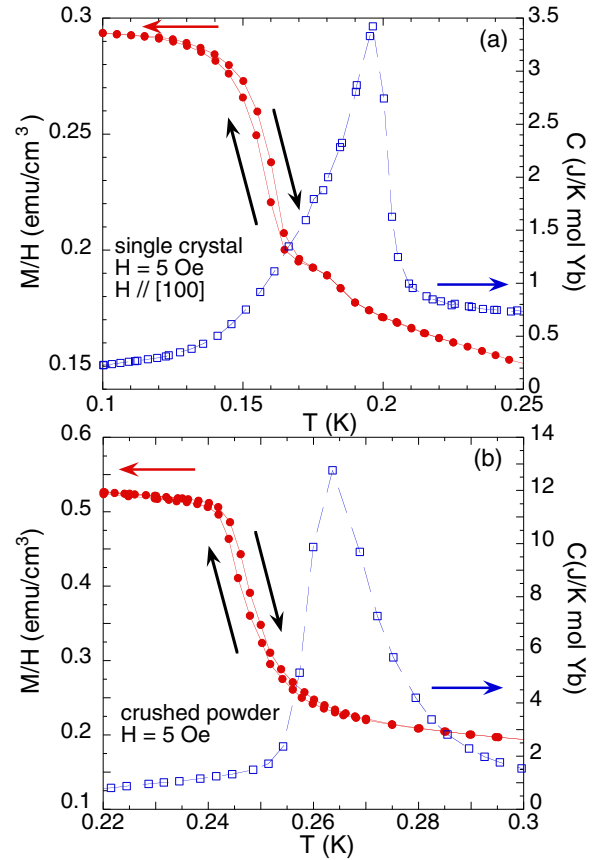 (a)
0.3
0.25
0.2
0.15
M/H (emu/cm³)
3.5
3
2.5
2
1.5
1
0.5
0
C (J/K mol Yb)
single crystal
H = 5 Oe
H // [100]
0.1
0.15
0.2
0.25
T (K)
(b)
0.6
0.5
0.4
0.3
0.2
0.1
M/H (emu/cm³)
14
12
10
8
6
4
2
0
C(J/K mol Yb)
crushed powder
H = 5 Oe
0.22
0.24
0.26
0.28
0.3
T (K)